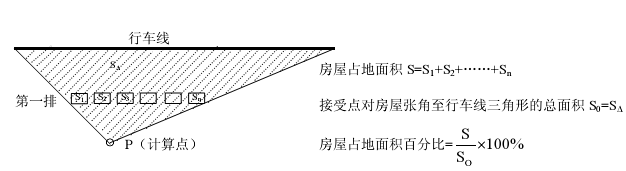 行车线
S△
第一排
S1 S2 S3 Sn
P（计算点）
房屋占地面积 S=S1+S2+……+Sn
接受点对房屋张角至行车线三角形的总面积 S0=S△
房屋占地面积百分比=S/SO×100%